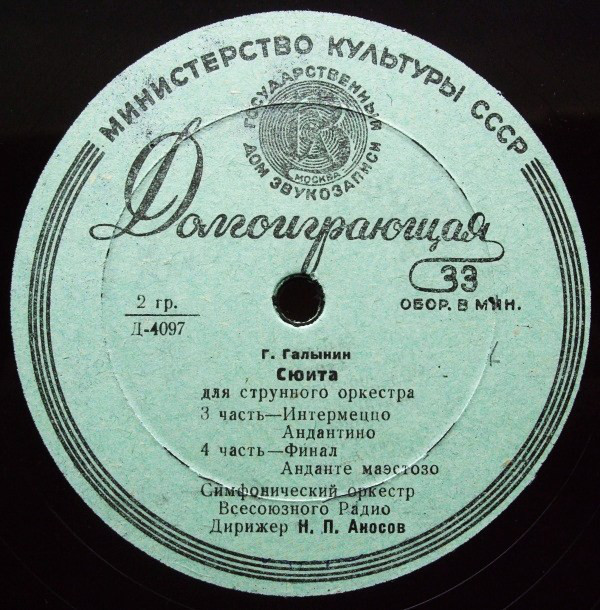 МИНИСТЕРСТВО КУЛЬТУРЫ СССР
ГОСУДАРСТВЕННЫЙ
ДОМ ЗВУКОЗАПИСИ
МОСКВА
Долгоиграющая
33
ОБОР. В МИН.
2 гр.
Д-4097
Г. Галынин
Сюита
для струнного оркестра
3 часть—Интермеццо
Андантино
4 часть—Финал
Анданте маэстозо
Симфонический оркестр
Всесоюзного Радио
Дирижер Н. П. Аносов